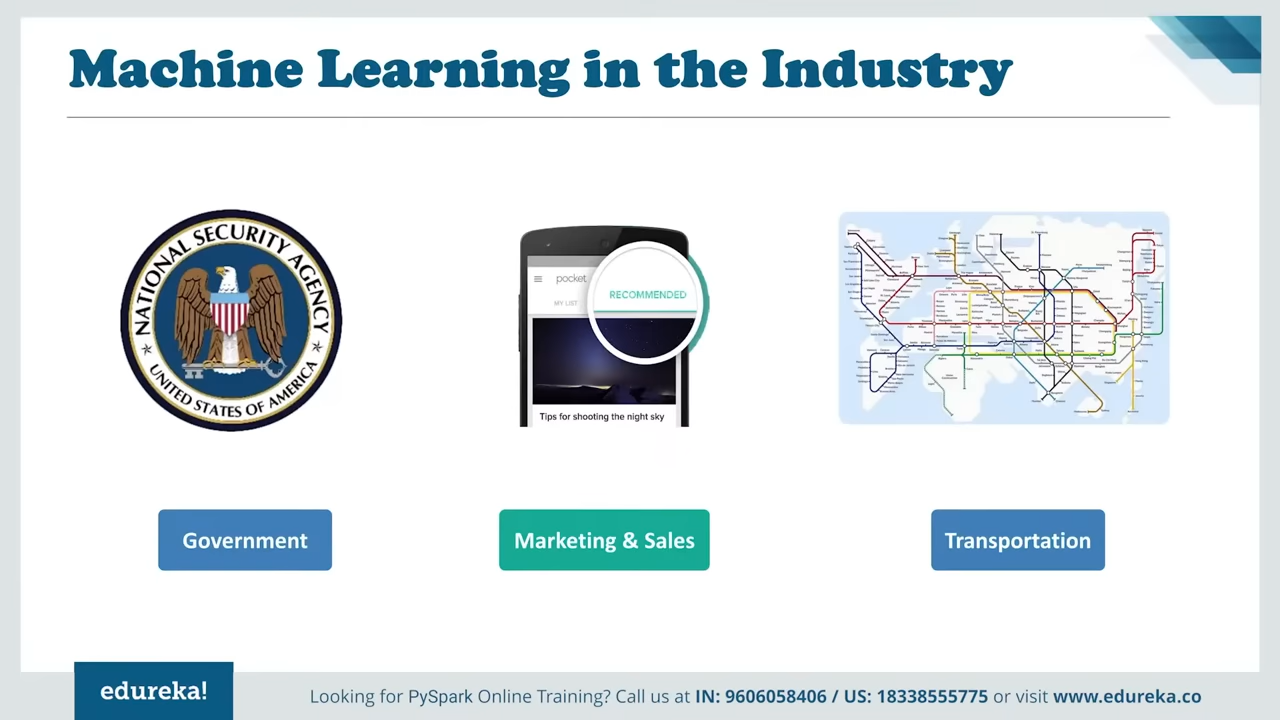 Machine Learning in the Industry
NATIONAL SECURITY AGENCY
UNITED STATES OF AMERICA
pocket
MY LIST
RECOMMENDED
Tips for shooting the night sky
Government
Marketing & Sales
Transportation
edureka!
Looking for PySpark Online Training? Call us at IN: 9606058406 / US: 18338555775 or visit www.edureka.co